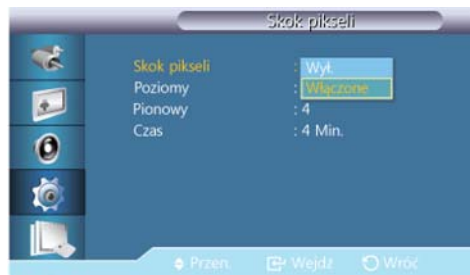 Skok pikseli
Skok pikseli : Wył.
Poziomy : Włączone
Pionowy : 4
Czas : 4 Min.
Przen. Wejdź Wróć